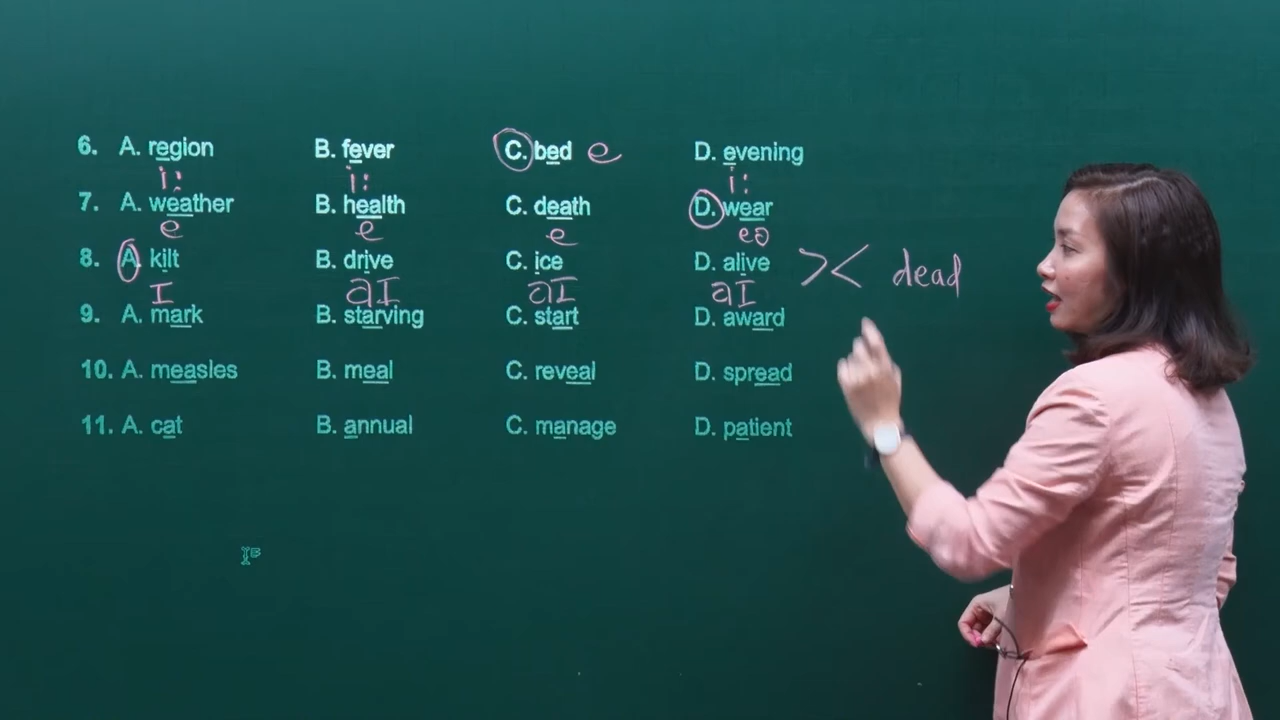 6. A. region B. fever C. bed e D. evening
i: i: i:
7. A. weather B. health C. death D. wear
e e e eə
8. A. kilt B. drive C. ice D. alive >< dead
I aI aI aI
9. A. mark B. starving C. start D. award
10. A. measles B. meal C. reveal D. spread
11. A. cat B. annual C. manage D. patient